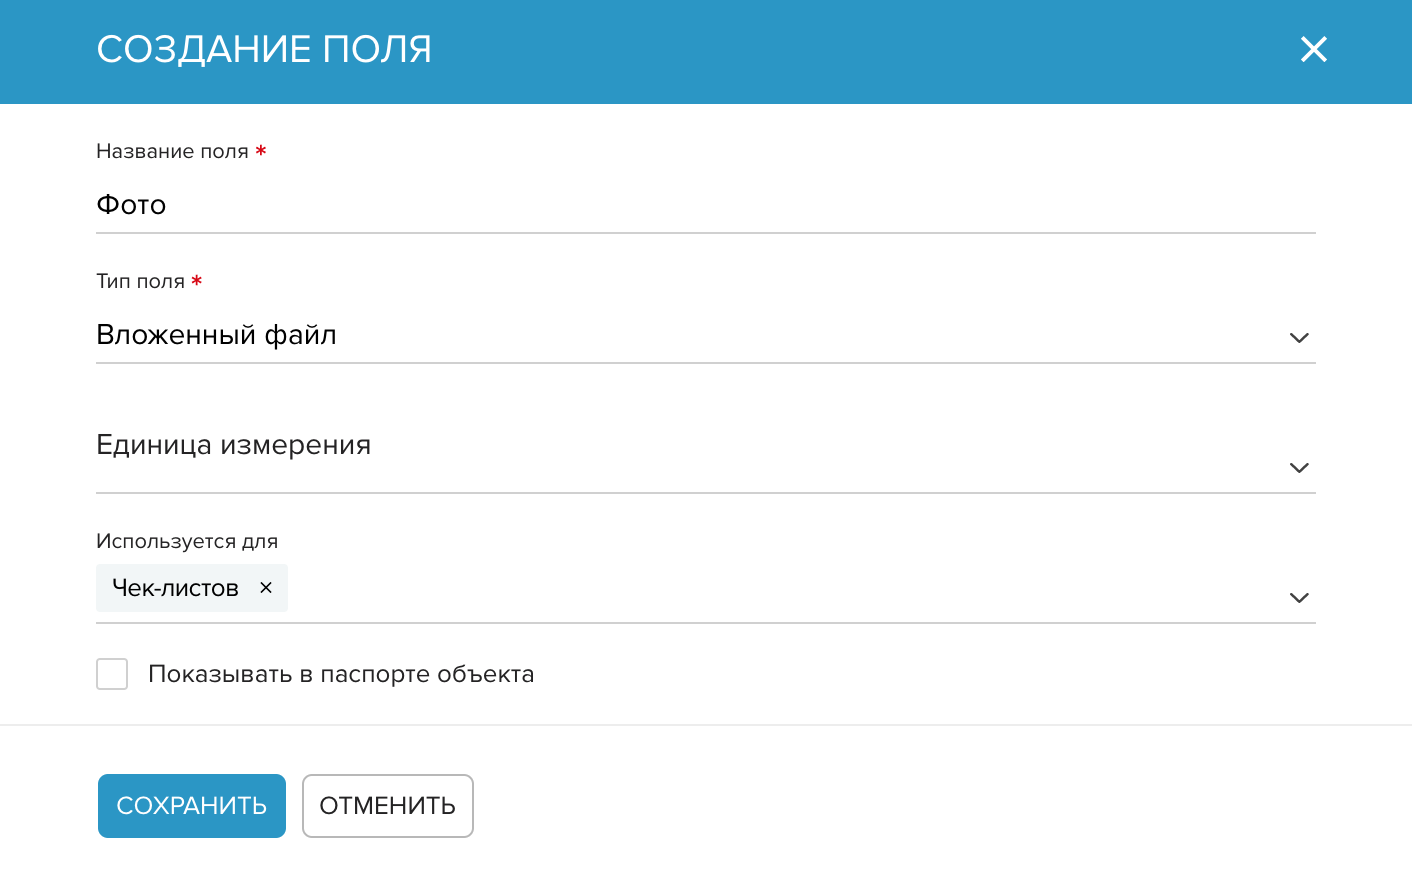 СОЗДАНИЕ ПОЛЯ
Название поля *
Фото
Тип поля *
Вложенный файл
Единица измерения
Используется для
Чек-листов ×
Показывать в паспорте объекта
СОХРАНИТЬ ОТМЕНИТЬ